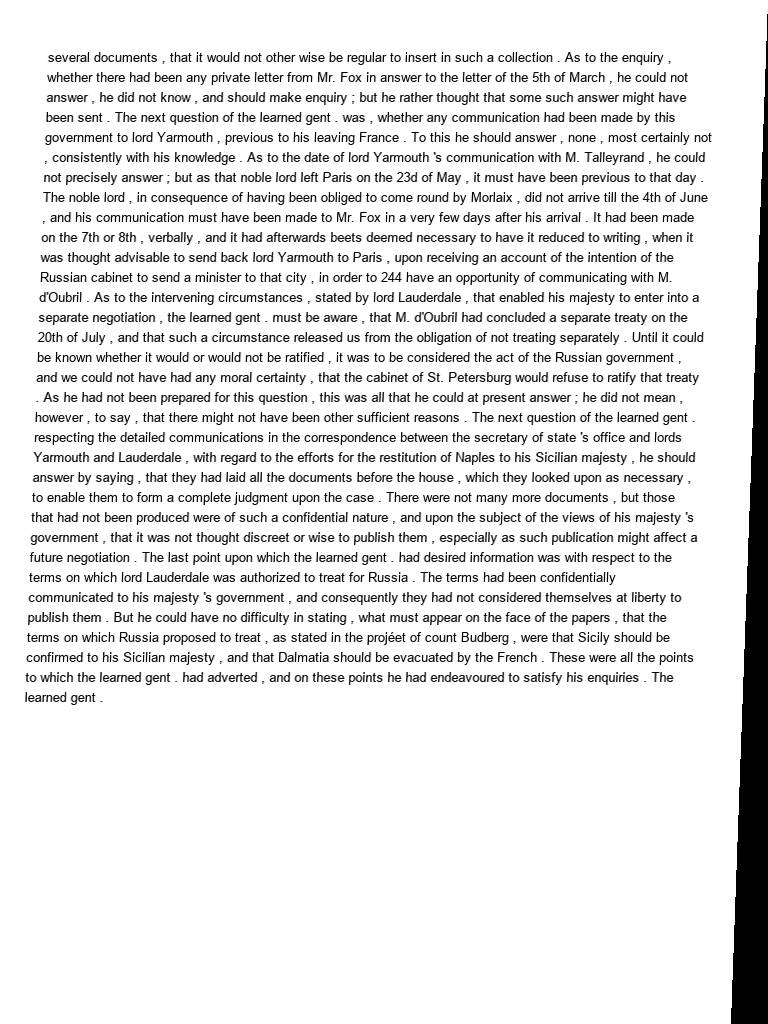 several documents , that it would not other wise be regular to insert in such a collection . As to the enquiry ,
whether there had been any private letter from Mr. Fox in answer to the letter of the 5th of March , he could not
answer , he did not know , and should make enquiry ; but he rather thought that some such answer might have
been sent . The next question of the learned gent . was , whether any communication had been made by this
government to lord Yarmouth , previous to his leaving France . To this he should answer , none , most certainly not
, consistently with his knowledge . As to the date of lord Yarmouth 's communication with M. Talleyrand , he could
not precisely answer ; but as that noble lord left Paris on the 23d of May , it must have been previous to that day .
The noble lord , in consequence of having been obliged to come round by Morlaix , did not arrive till the 4th of June
, and his communication must have been made to Mr. Fox in a very few days after his arrival . It had been made
on the 7th or 8th , verbally , and it had afterwards beets deemed necessary to have it reduced to writing , when it
was thought advisable to send back lord Yarmouth to Paris , upon receiving an account of the intention of the
Russian cabinet to send a minister to that city , in order to 244 have an opportunity of communicating with M.
d'Oubril . As to the intervening circumstances , stated by lord Lauderdale , that enabled his majesty to enter into a
separate negotiation , the learned gent . must be aware , that M. d'Oubril had concluded a separate treaty on the
20th of July , and that such a circumstance released us from the obligation of not treating separately . Until it could
be known whether it would or would not be ratified , it was to be considered the act of the Russian government ,
and we could not have had any moral certainty , that the cabinet of St. Petersburg would refuse to ratify that treaty
. As he had not been prepared for this question , this was all that he could at present answer ; he did not mean ,
however , to say , that there might not have been other sufficient reasons . The next question of the learned gent .
respecting the detailed communications in the correspondence between the secretary of state 's office and lords
Yarmouth and Lauderdale , with regard to the efforts for the restitution of Naples to his Sicilian majesty , he should
answer by saying , that they had laid all the documents before the house , which they looked upon as necessary ,
to enable them to form a complete judgment upon the case . There were not many more documents , but those
that had not been produced were of such a confidential nature , and upon the subject of the views of his majesty 's
government , that it was not thought discreet or wise to publish them , especially as such publication might affect a
future negotiation . The last point upon which the learned gent . had desired information was with respect to the
terms on which lord Lauderdale was authorized to treat for Russia . The terms had been confidentially
communicated to his majesty 's government , and consequently they had not considered themselves at liberty to
publish them . But he could have no difficulty in stating , what must appear on the face of the papers , that the
terms on which Russia proposed to treat , as stated in the projéet of count Budberg , were that Sicily should be
confirmed to his Sicilian majesty , and that Dalmatia should be evacuated by the French . These were all the points
to which the learned gent . had adverted , and on these points he had endeavoured to satisfy his enquiries . The
learned gent .